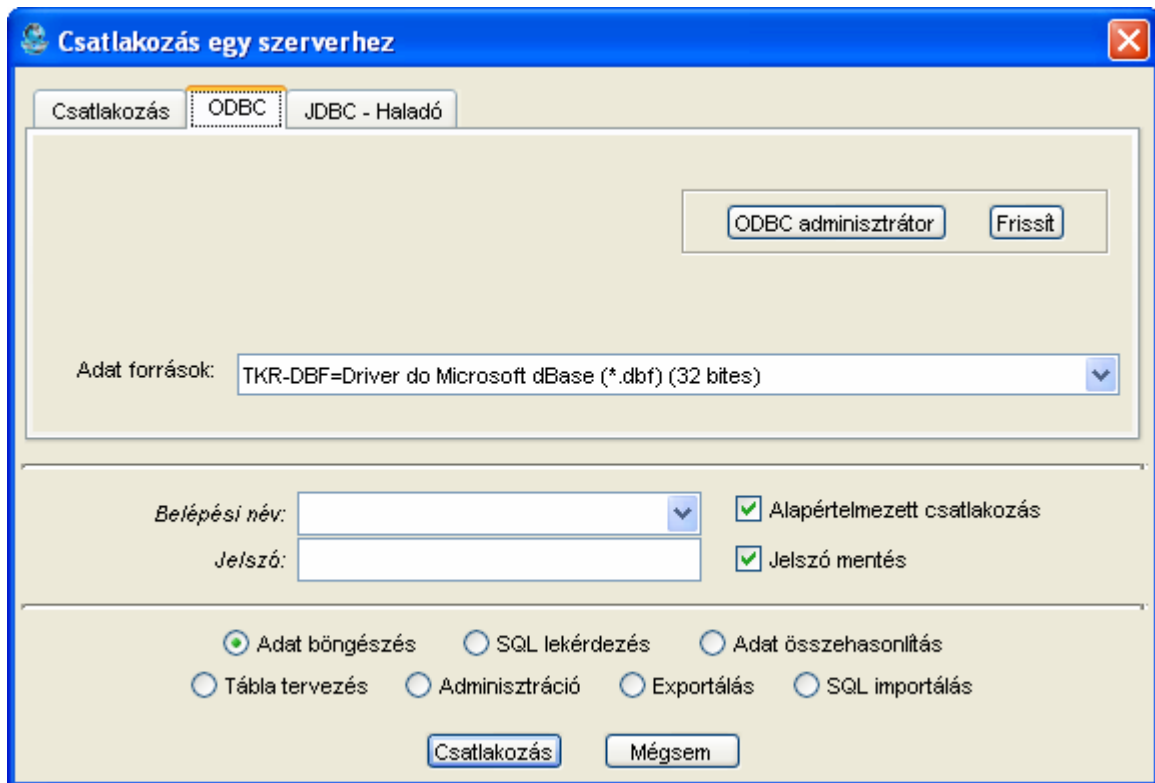 Csatlakozás egy szerverhez
Csatlakozás ODBC JDBC - Haladó
ODBC adminisztrátor Frissít
Adat források: TKR-DBF=Driver do Microsoft dBase (*.dbf) (32 bites)
Belépési név: Alapértelmezett csatlakozás
Jelszó: Jelszó mentés
Adat böngészés SQL lekérdezés Adat összehasonlítás
Tábla tervezés Adminisztráció Exportálás SQL importálás
Csatlakozás Mégsem